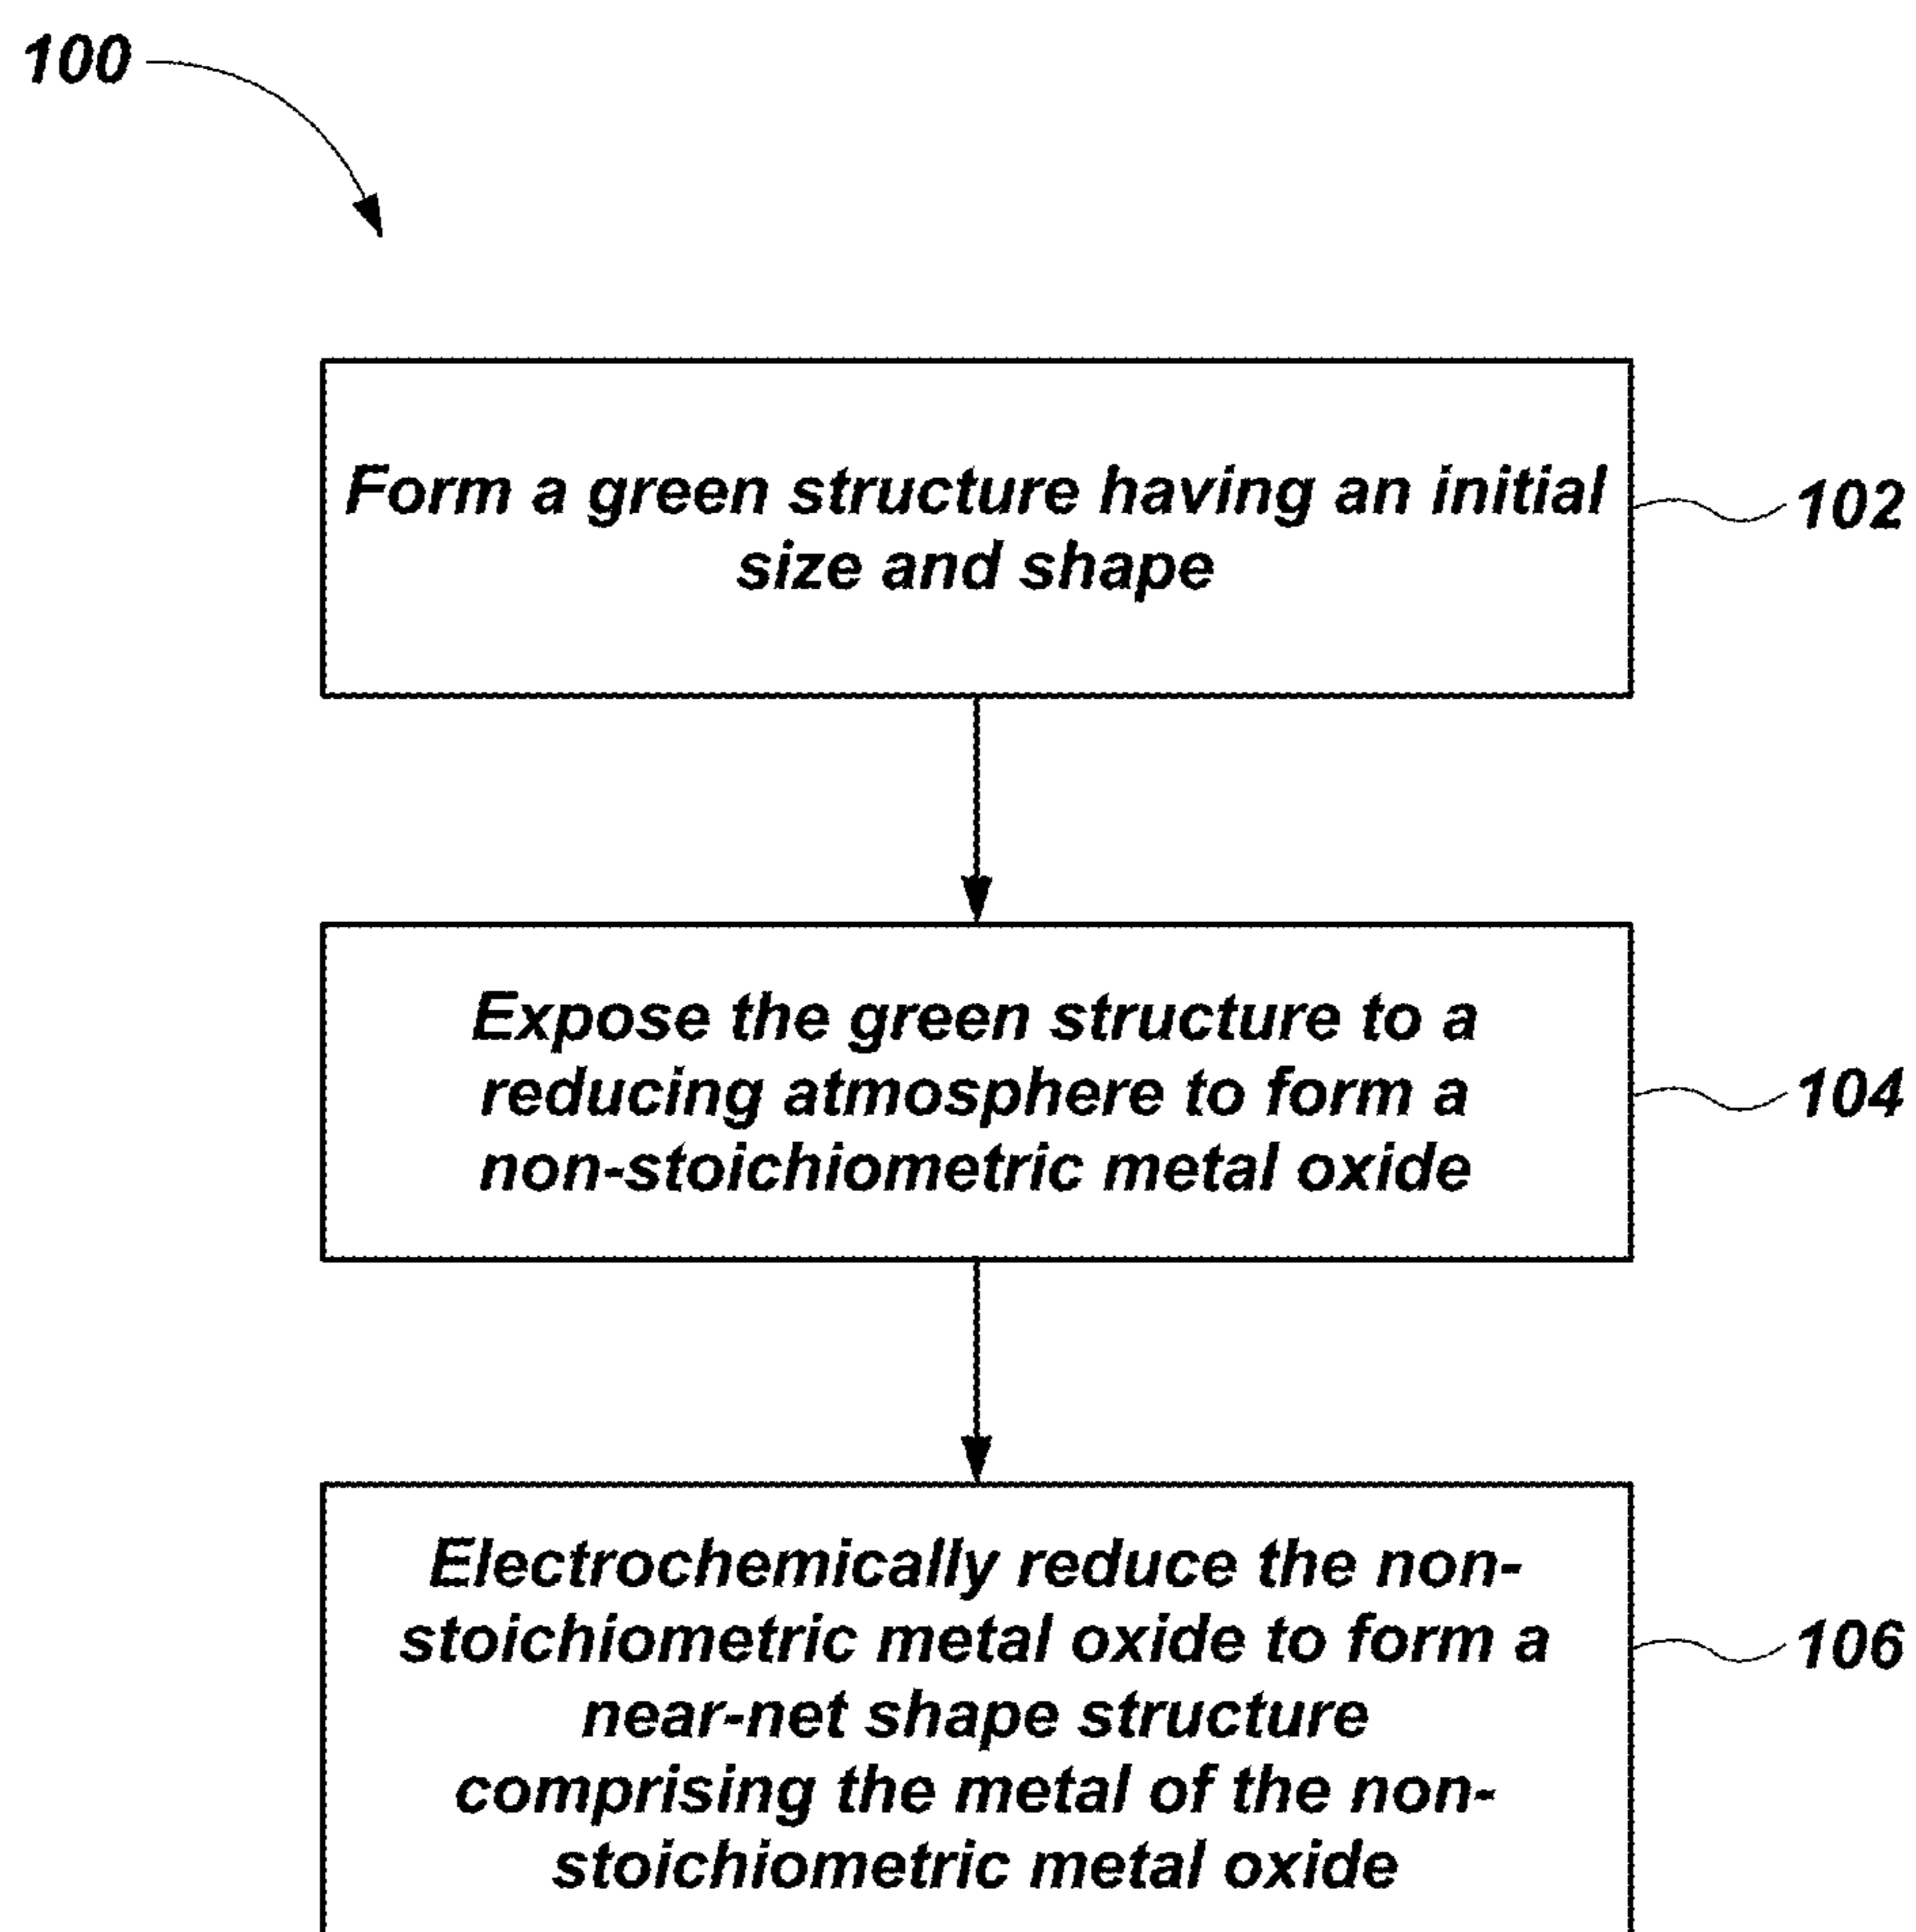 100
Form a green structure having an initial
size and shape
102
Expose the green structure to a
reducing atmosphere to form a
non-stoichiometric metal oxide
104
Electrochemically reduce the non-
stoichiometric metal oxide to form a
near-net shape structure
comprising the metal of the non-
stoichiometric metal oxide
106